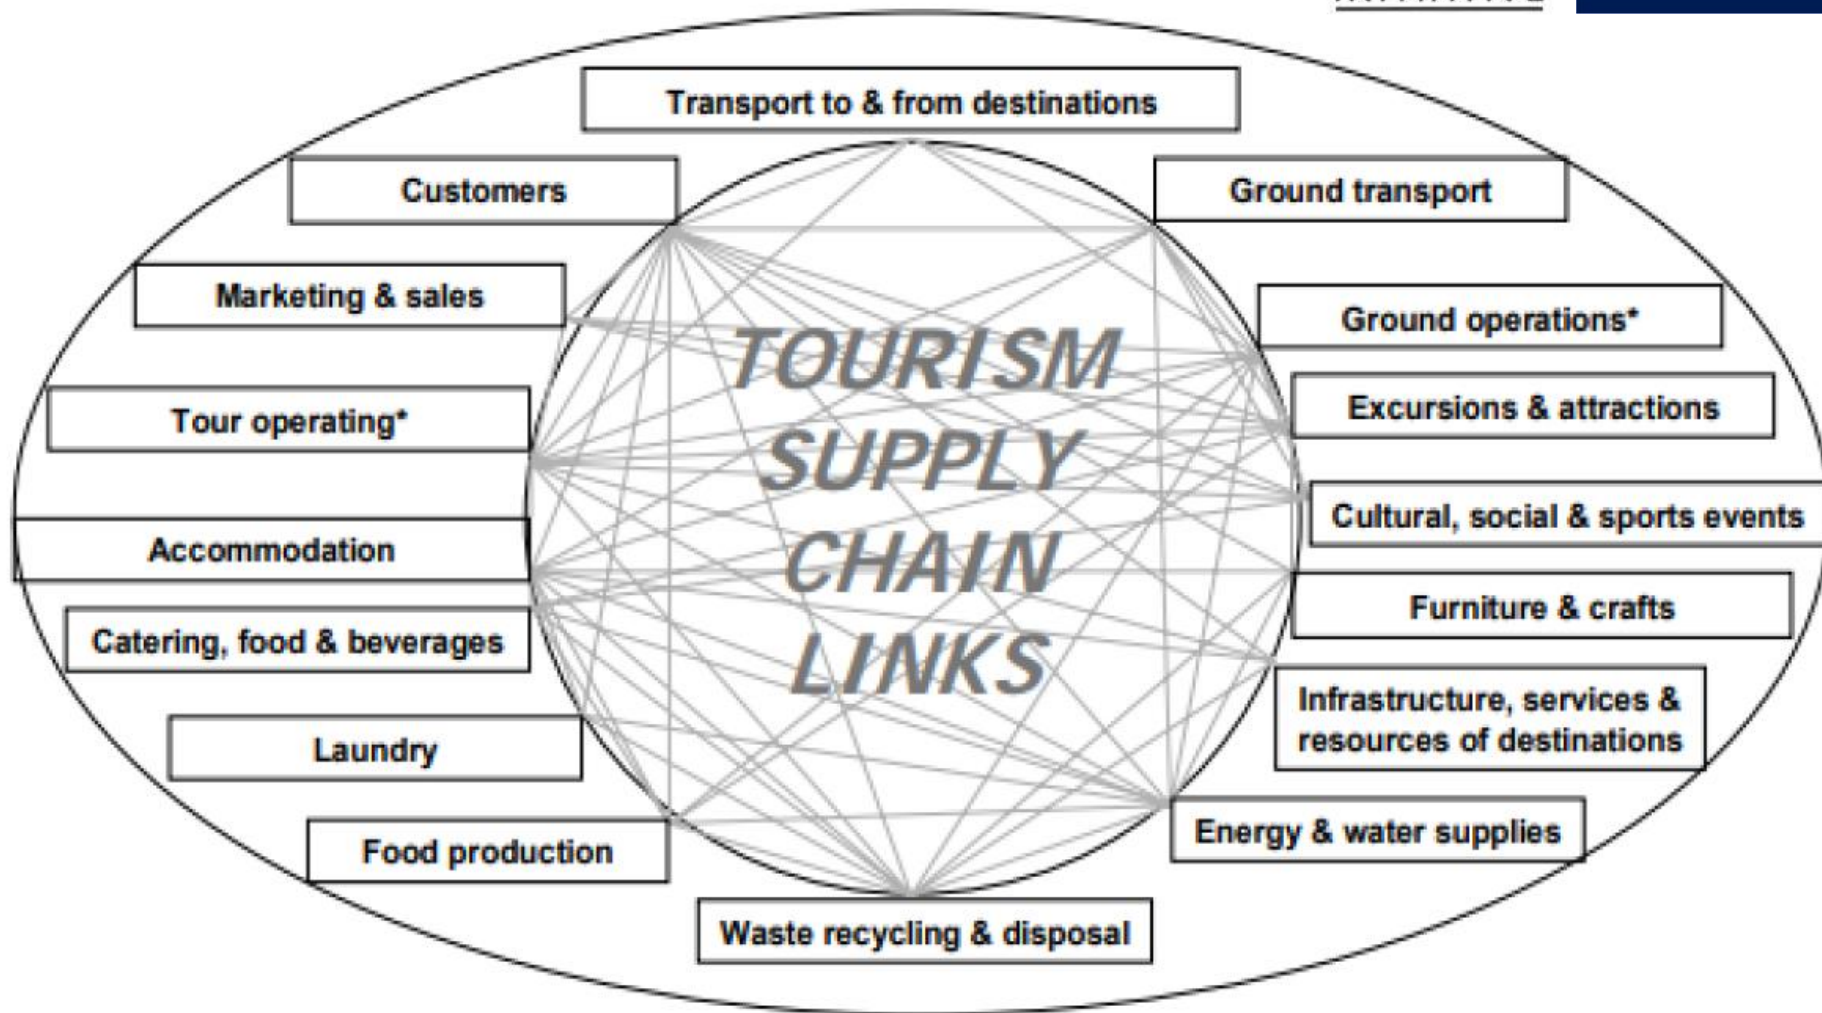 Transport to & from destinations
Customers
Ground transport
Marketing & sales
Ground operations*
Tour operating*
Excursions & attractions
Cultural, social & sports events
Accommodation
Furniture & crafts
Catering, food & beverages
Infrastructure, services &
resources of destinations
Laundry
Energy & water supplies
Food production
Waste recycling & disposal
TOURISM
SUPPLY
CHAIN
LINKS